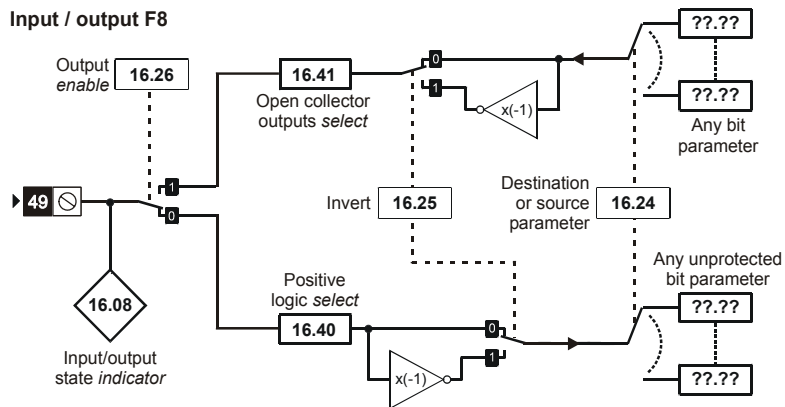 Input / output F8
Output
enable
16.26
16.41
Open collector
outputs select
0
1
x(-1)
??.??
??.??
Any bit
parameter
49
1
0
Invert
16.25
Destination
or source
parameter
16.24
16.08
Input/output
state indicator
Positive
logic select
16.40
x(-1)
0
1
Any unprotected
bit parameter
??.??
??.??